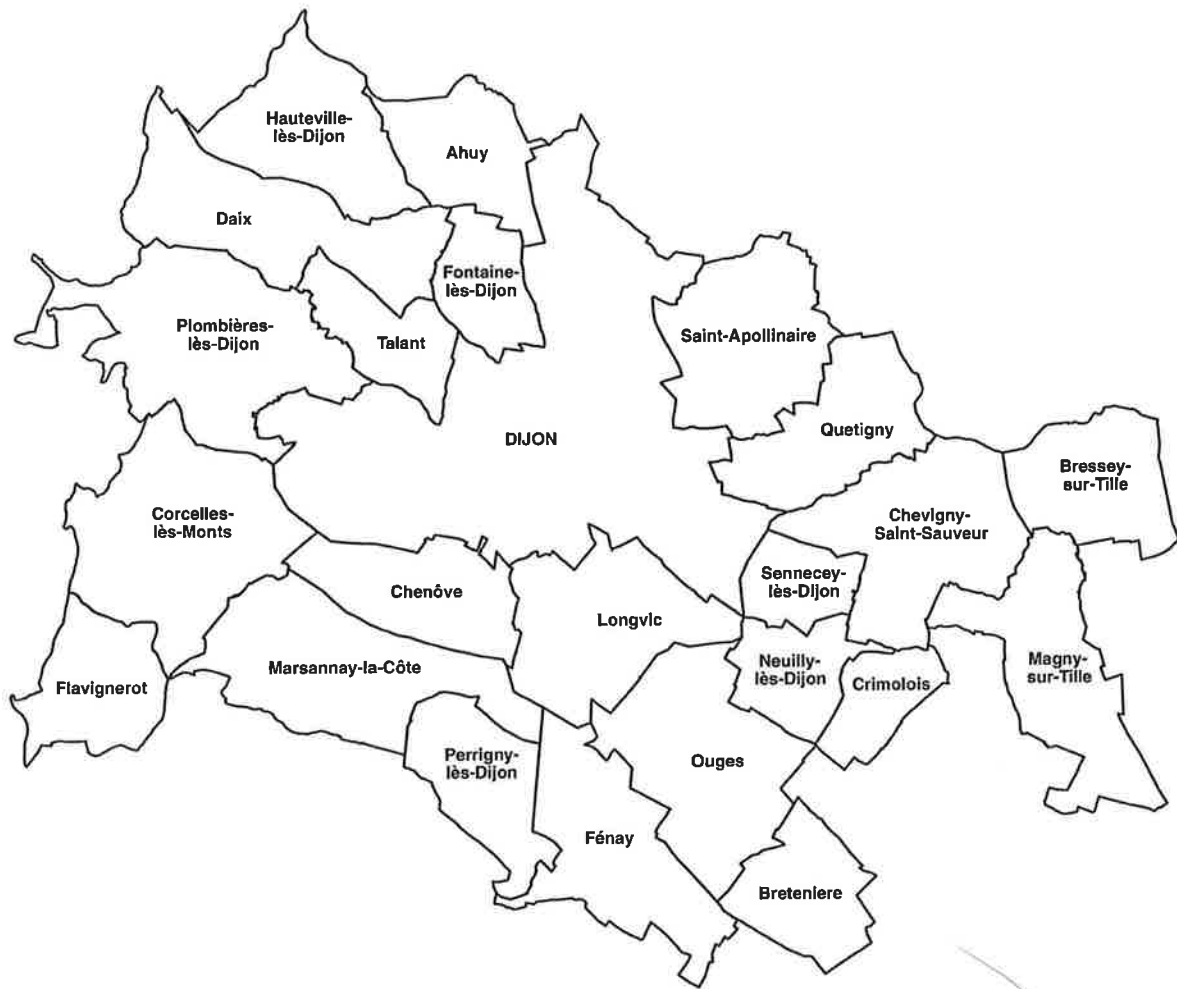 Hauteville-
lès-Dijon
Ahuy
Daix
Fontaine-
lès-Dijon
Plombières-
lès-Dijon
Talant
Saint-Apollinaire
DIJON
Quetigny
Bressey-
sur-Tille
Corcelles-
lès-Monts
Chevigny-
Saint-Sauveur
Sennecey-
lès-Dijon
Chenôve
Longvic
Marsannay-la-Côte
Neuilly-
lès-Dijon
Crimolois
Magny-
sur-Tille
Flavignerot
Perrigny-
lès-Dijon
Ouges
Fénay
Breteniere